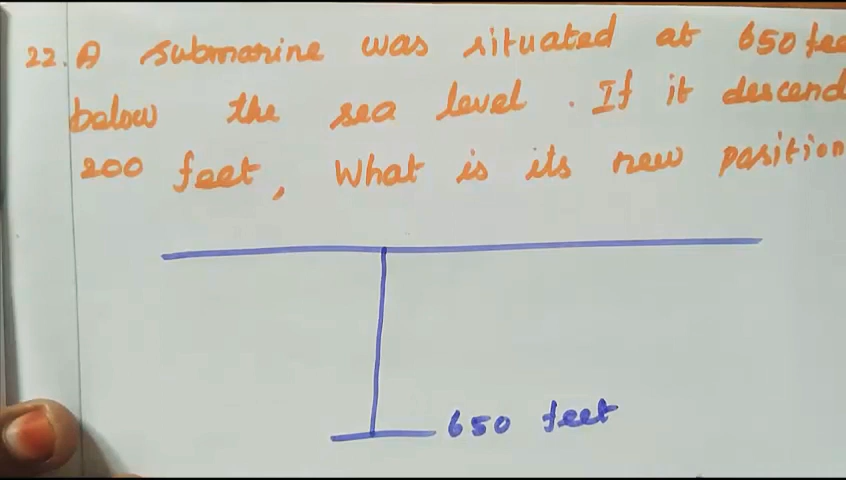 22. A submarine was situated at 650 fee
below the sea level. If it descend
200 feet, What is its new position
650 feet